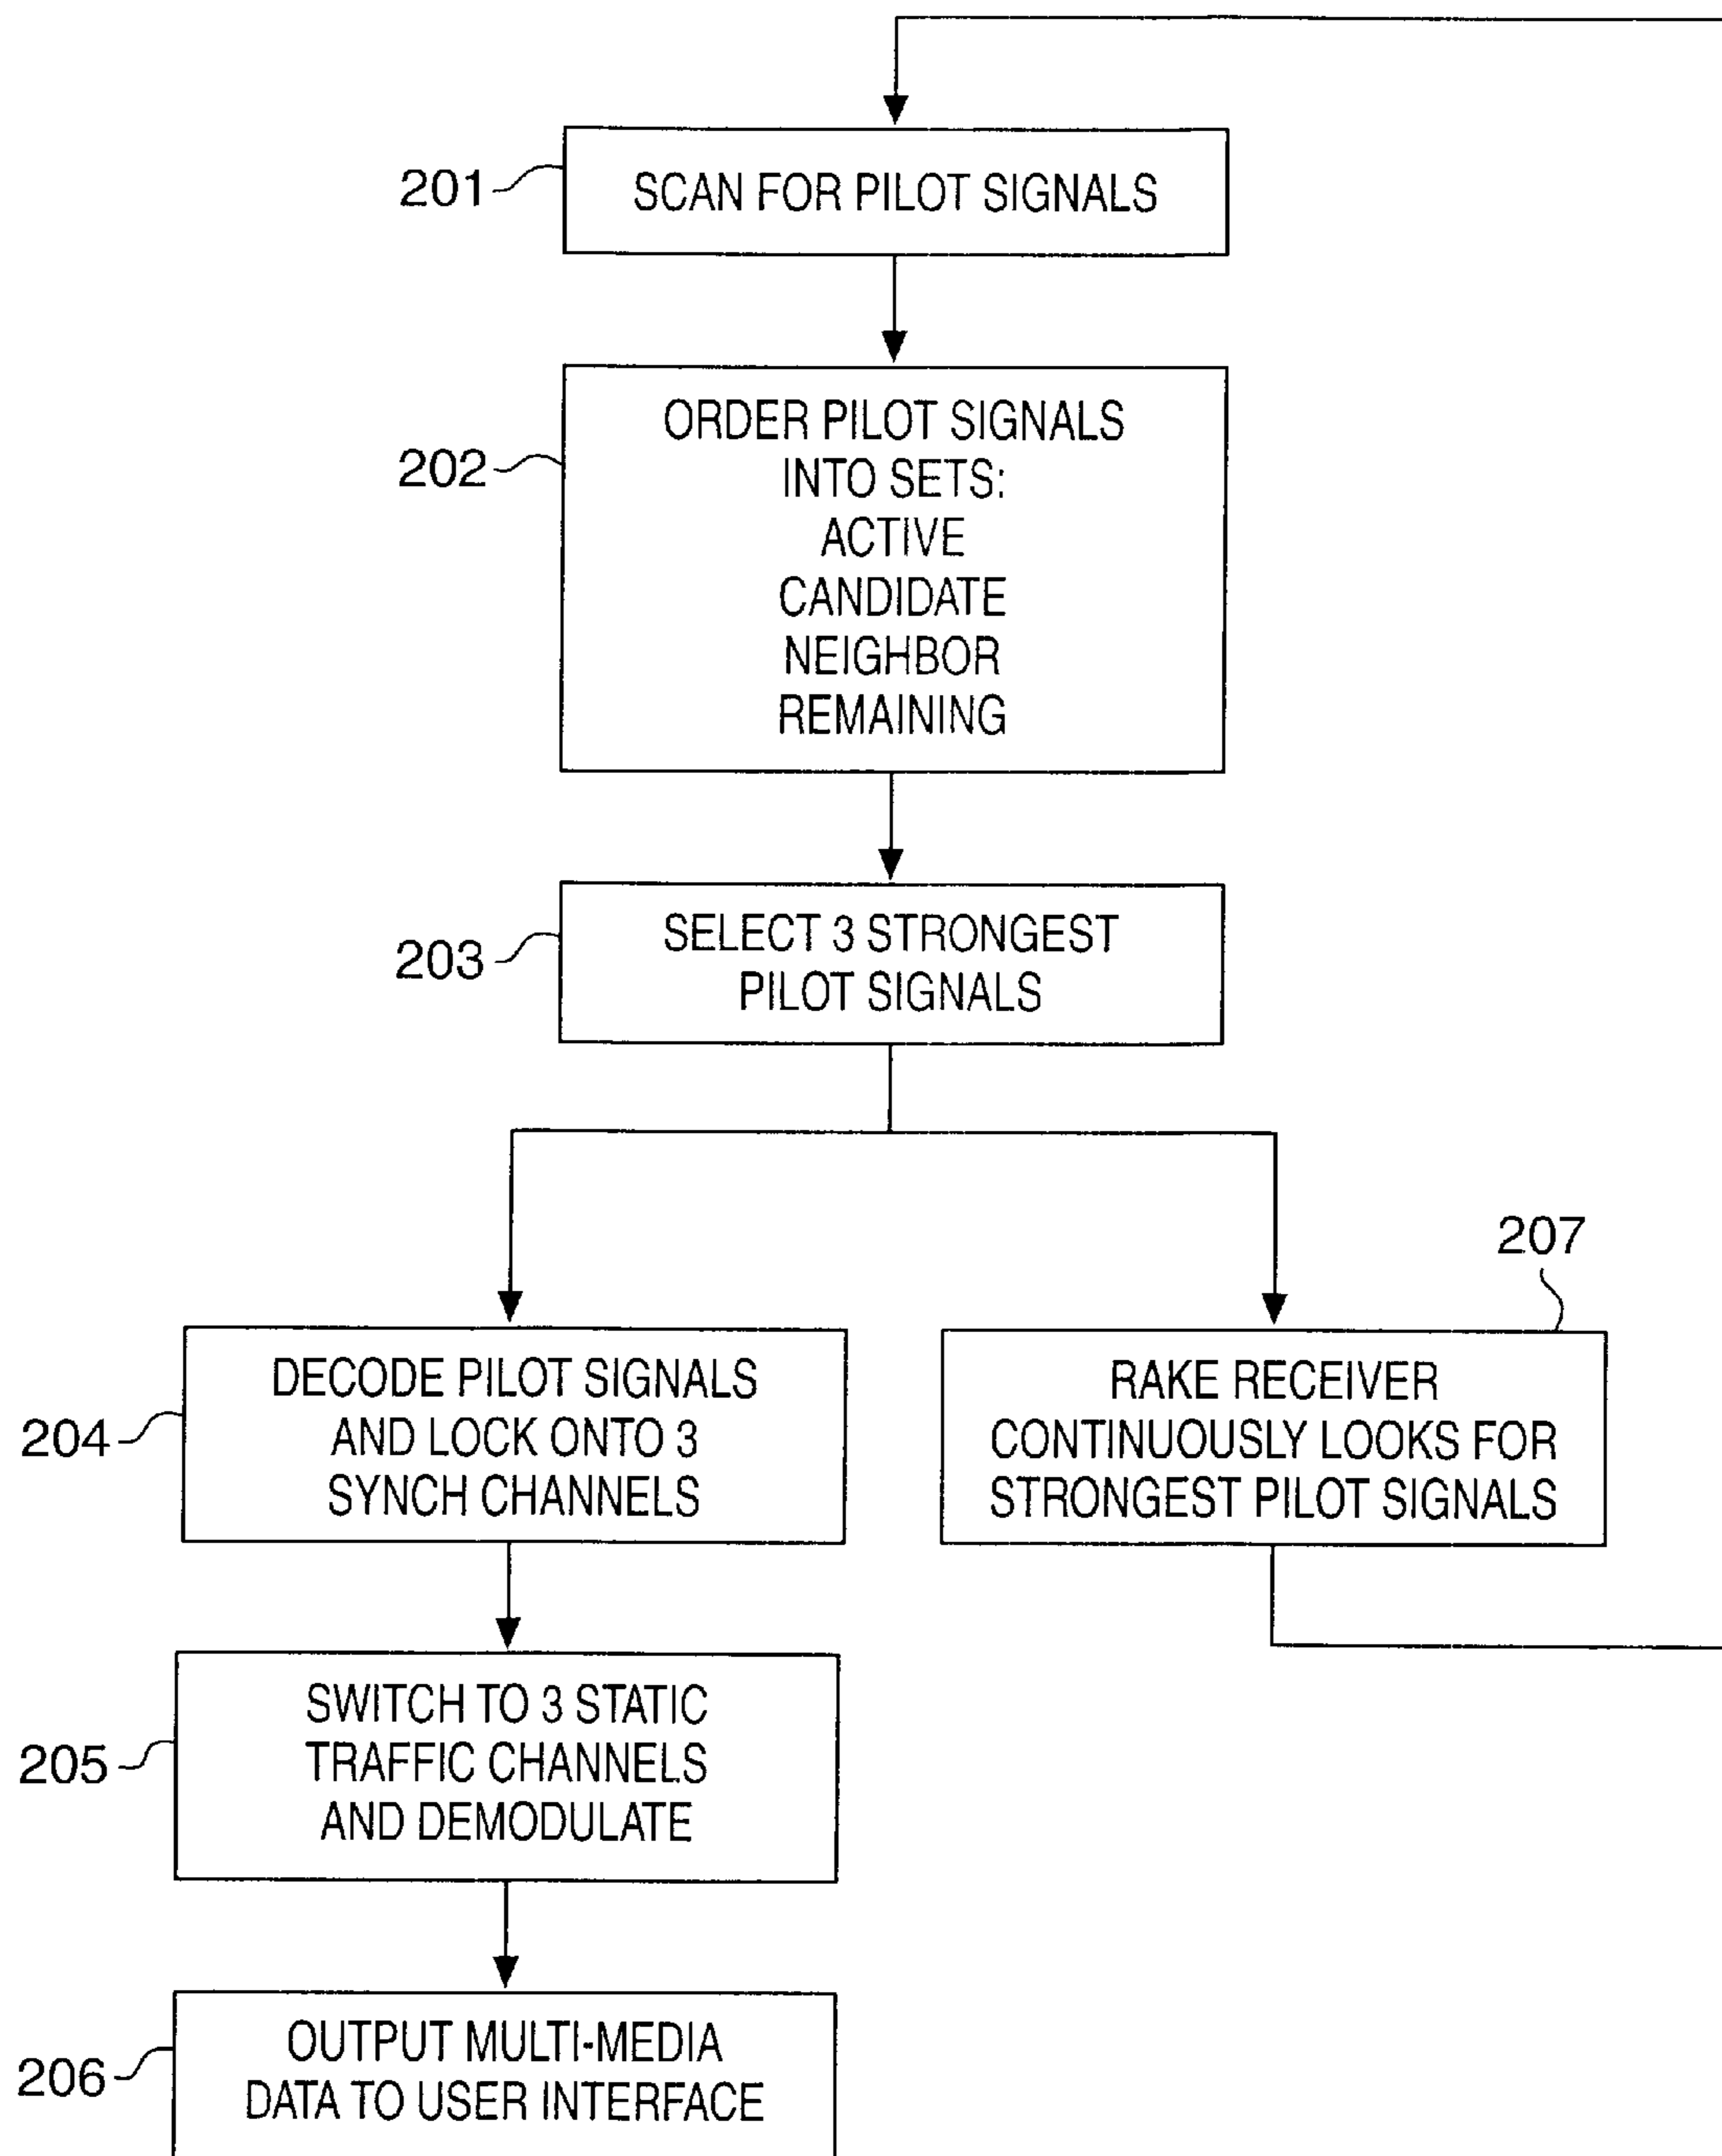 201
SCAN FOR PILOT SIGNALS
202
ORDER PILOT SIGNALS
INTO SETS:
ACTIVE
CANDIDATE
NEIGHBOR
REMAINING
203
SELECT 3 STRONGEST
PILOT SIGNALS
204
DECODE PILOT SIGNALS
AND LOCK ONTO 3
SYNCH CHANNELS
207
RAKE RECEIVER
CONTINUOUSLY LOOKS FOR
STRONGEST PILOT SIGNALS
205
SWITCH TO 3 STATIC
TRAFFIC CHANNELS
AND DEMODULATE
206
OUTPUT MULTI-MEDIA
DATA TO USER INTERFACE